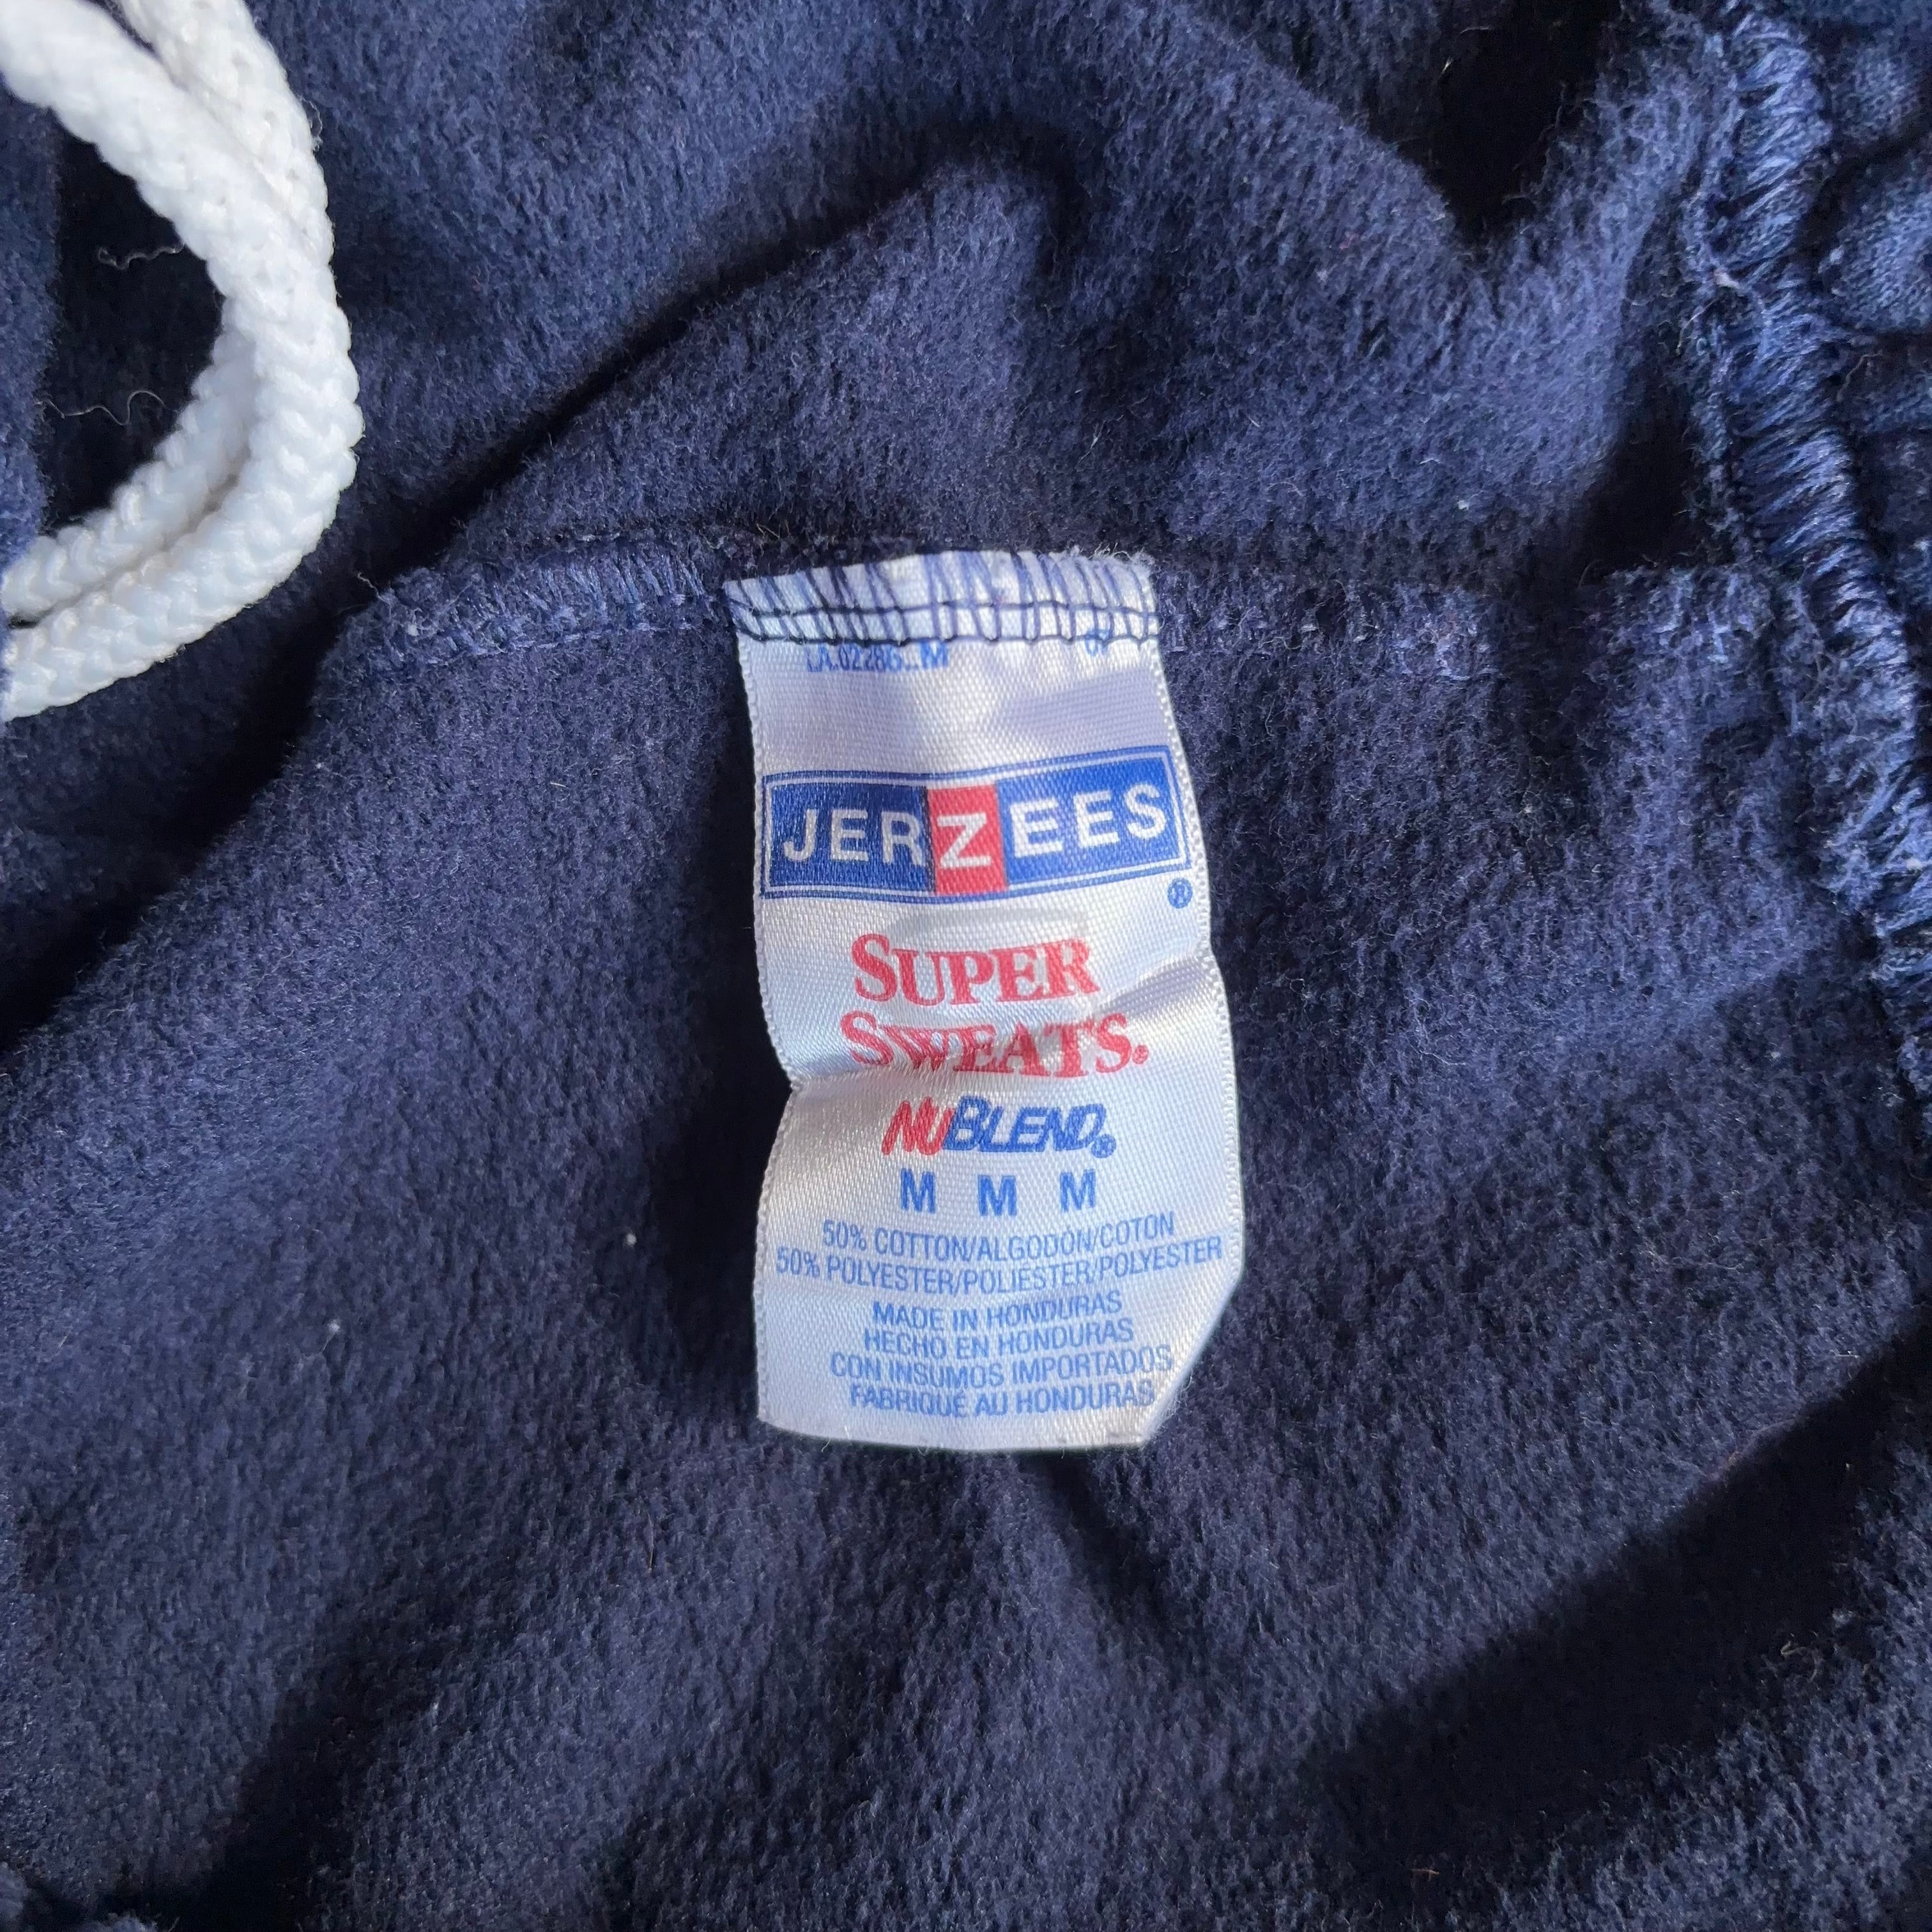 JERZEES
®
SUPER
SWEATS®
NUBLEND®
M M M
50% COTTON/ALGODÓN/COTON
50% POLYESTER/POLIESTER/POLYESTER
MADE IN HONDURAS
HECHO EN HONDURAS
CON INSUMOS IMPORTADOS
FABRIQUÉ AU HONDURAS